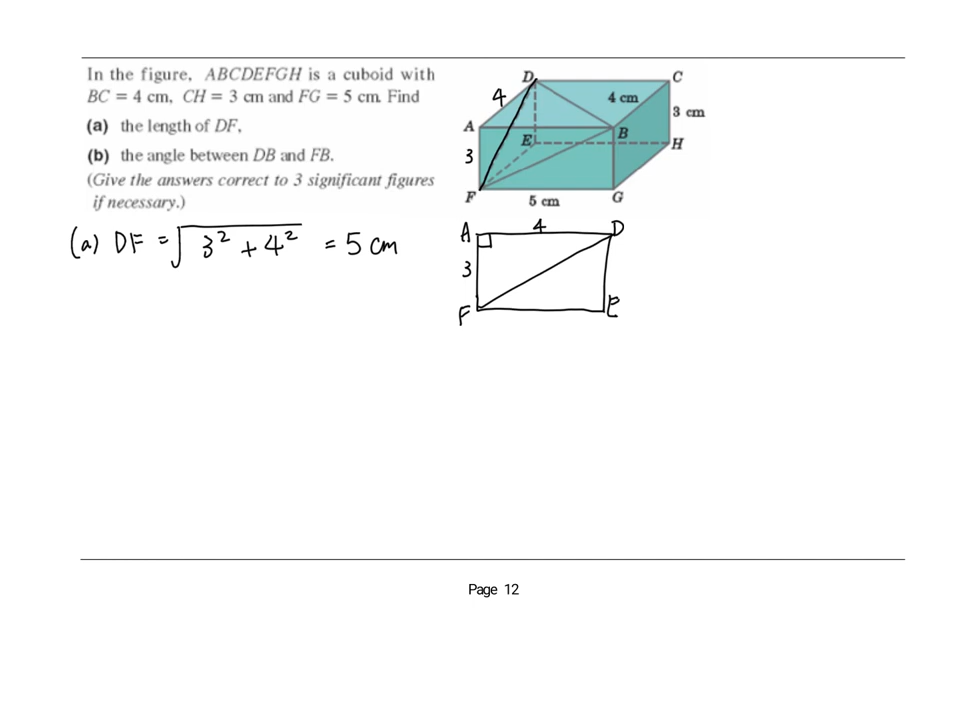 In the figure, ABCDEFGH is a cuboid with
BC = 4 cm, CH = 3 cm and FG = 5 cm. Find
(a) the length of DF,
(b) the angle between DB and FB.
(Give the answers correct to 3 significant figures
if necessary.)
D
C
4
4 cm
3 cm
A
B
E
H
3
F
5 cm
G
(a) DF = √3² + 4² = 5 cm
A
4
D
3
F
E
Page 12